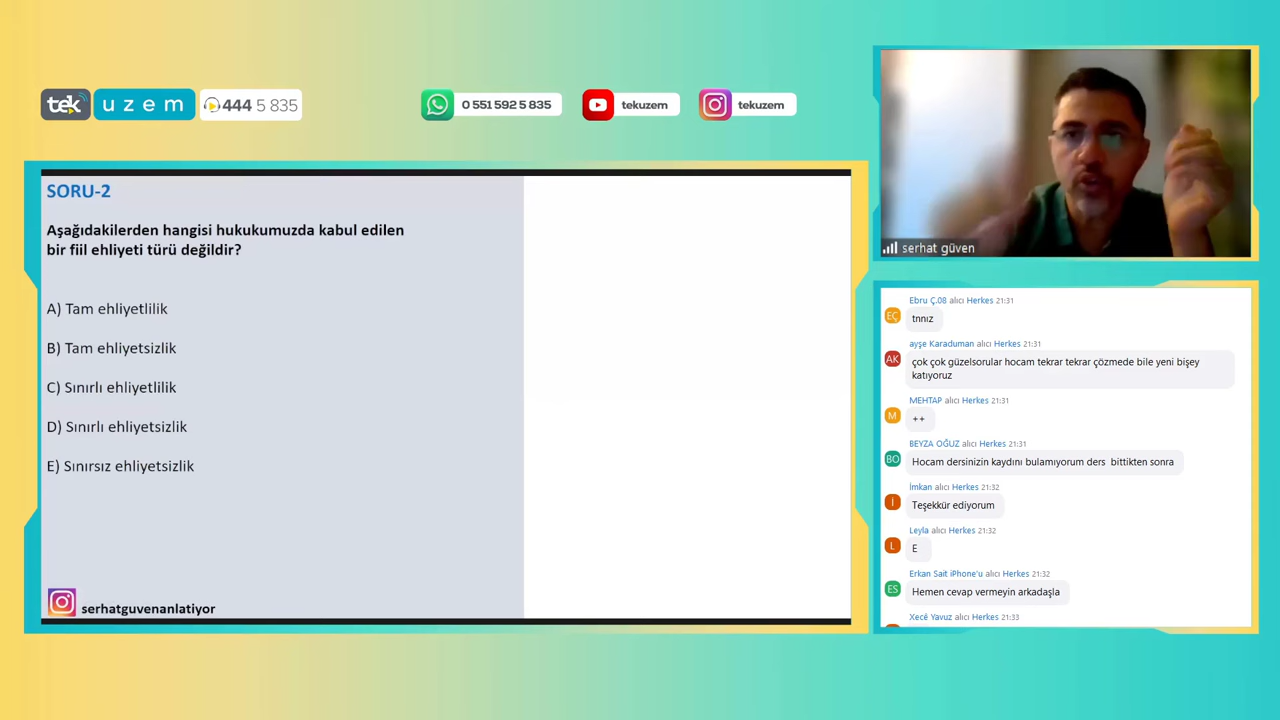 tek uzem 444 5 835
0 551 592 5 835
tekuzem
tekuzem
SORU-2
Aşağıdakilerden hangisi hukukumuzda kabul edilen
bir fiil ehliyeti türü değildir?
A) Tam ehliyetlilik
B) Tam ehliyetsizlik
C) Sınırlı ehliyetlilik
D) Sınırlı ehliyetsizlik
E) Sınırsız ehliyetsizlik
serhatguvenanlatiyor
serhat güven
Ebru Ç.08 alıcı Herkes 21:31
EÇ
tnnız
ayşe Karaduman alıcı Herkes 21:31
AK
çok çok güzelsorular hocam tekrar tekrar çözmede bile yeni bişey
katıyoruz
MEHTAP alıcı Herkes 21:31
M
++
BEYZA OĞUZ alıcı Herkes 21:31
BO
Hocam dersinizin kaydını bulamıyorum ders bittikten sonra
İmkan alıcı Herkes 21:32
İ
Teşekkür ediyorum
Leyla alıcı Herkes 21:32
L
E
Erkan Sait iPhone'u alıcı Herkes 21:32
ES
Hemen cevap vermeyin arkadaşla
Xecê Yavuz alıcı Herkes 21:33